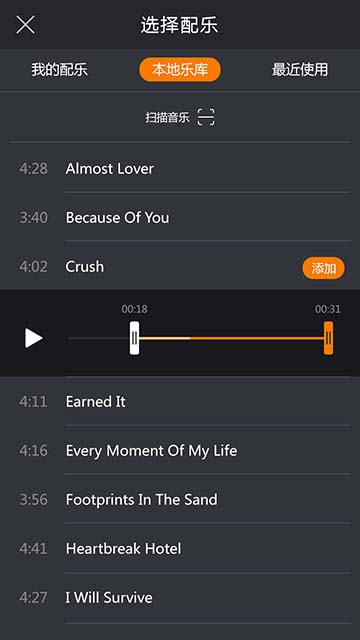 选择配乐
我的配乐 本地乐库 最近使用
扫描音乐
4:28 Almost Lover
3:40 Because Of You
4:02 Crush 添加
00:18 00:31
4:11 Earned It
4:16 Every Moment Of My Life
3:56 Footprints In The Sand
4:41 Heartbreak Hotel
4:27 I Will Survive